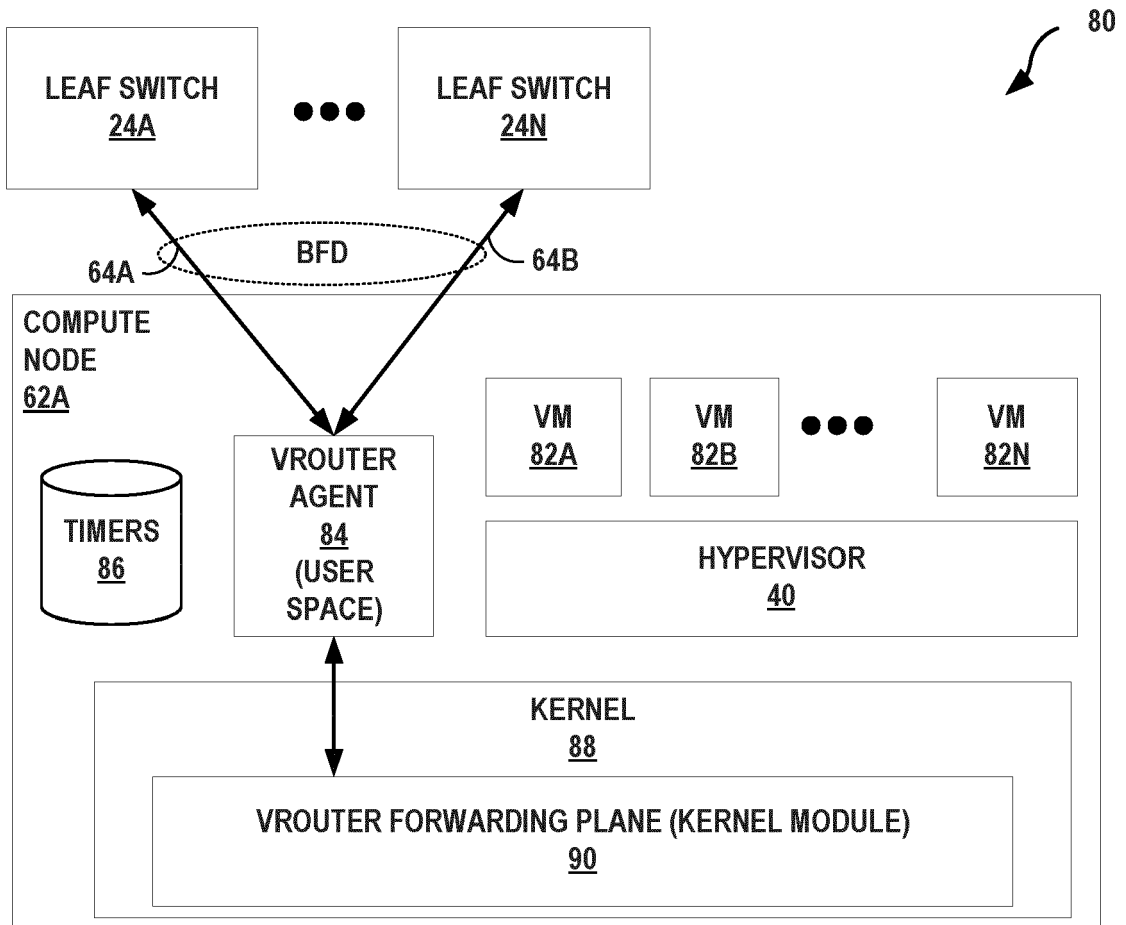 80
LEAF SWITCH
24A
LEAF SWITCH
24N
BFD
64A
64B
COMPUTE
NODE
62A
VM
82A
VM
82B
VM
82N
VROUTER
AGENT
84
(USER
SPACE)
TIMERS
86
HYPERVISOR
40
KERNEL
88
VROUTER FORWARDING PLANE (KERNEL MODULE)
90